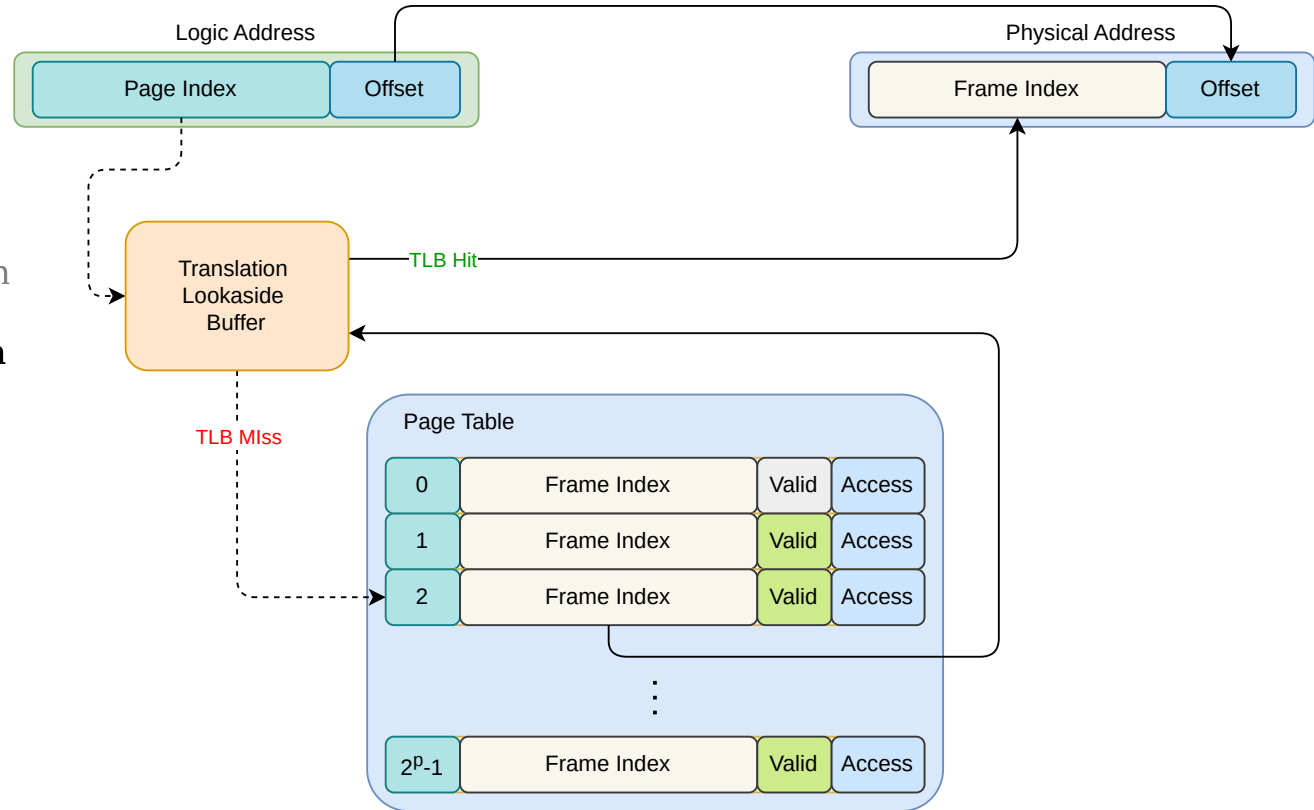 Logic Address
Physical Address
Page Index
Offset
Frame Index
Offset
Translation
Lookaside
Buffer
TLB Hit
TLB MIss
Page Table
0
Frame Index
Valid
Access
1
Frame Index
Valid
Access
2
Frame Index
Valid
Access
⋮
2ᵖ-1
Frame Index
Valid
Access